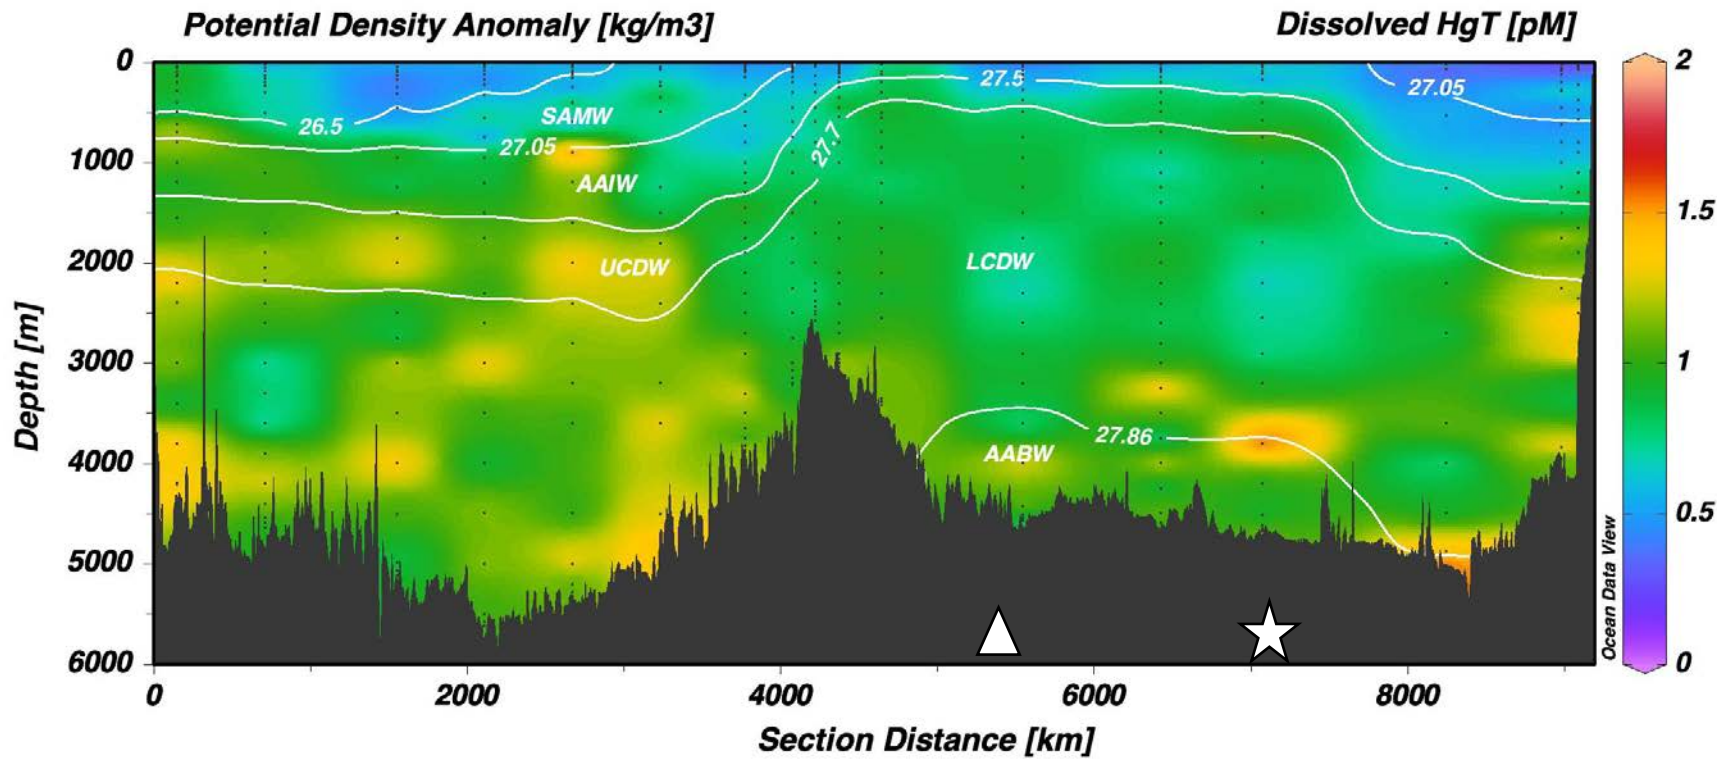 Potential Density Anomaly [kg/m3]
Dissolved HgT [pM]
0
1000
2000
3000
4000
5000
6000
Depth [m]
0
2000
4000
6000
8000
Section Distance [km]
26.5
SAMW
27.05
AAIW
UCDW
27.7
27.5
27.05
LCDW
27.86
AABW
Ocean Data View
2
1.5
1
0.5
0